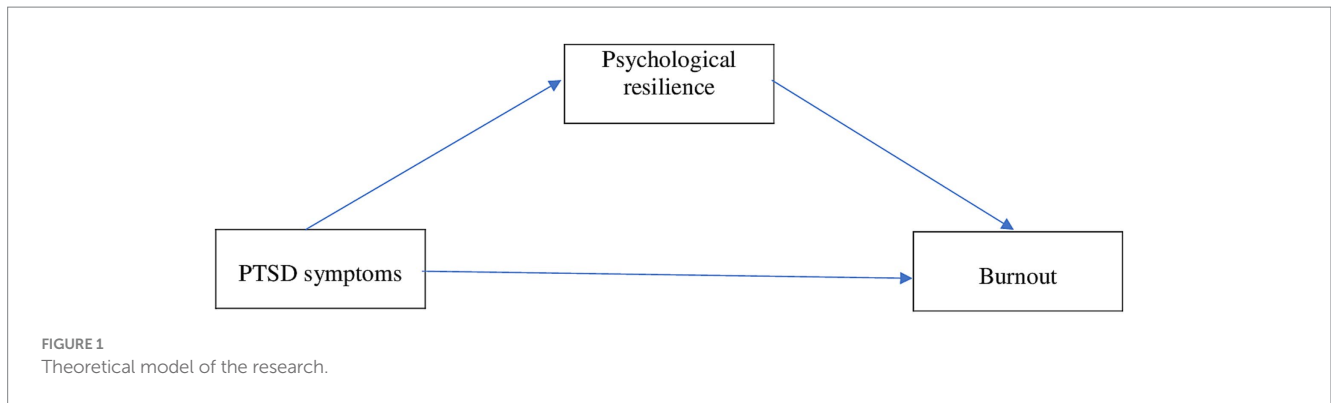 Psychological
resilience
PTSD symptoms
Burnout
FIGURE 1
Theoretical model of the research.